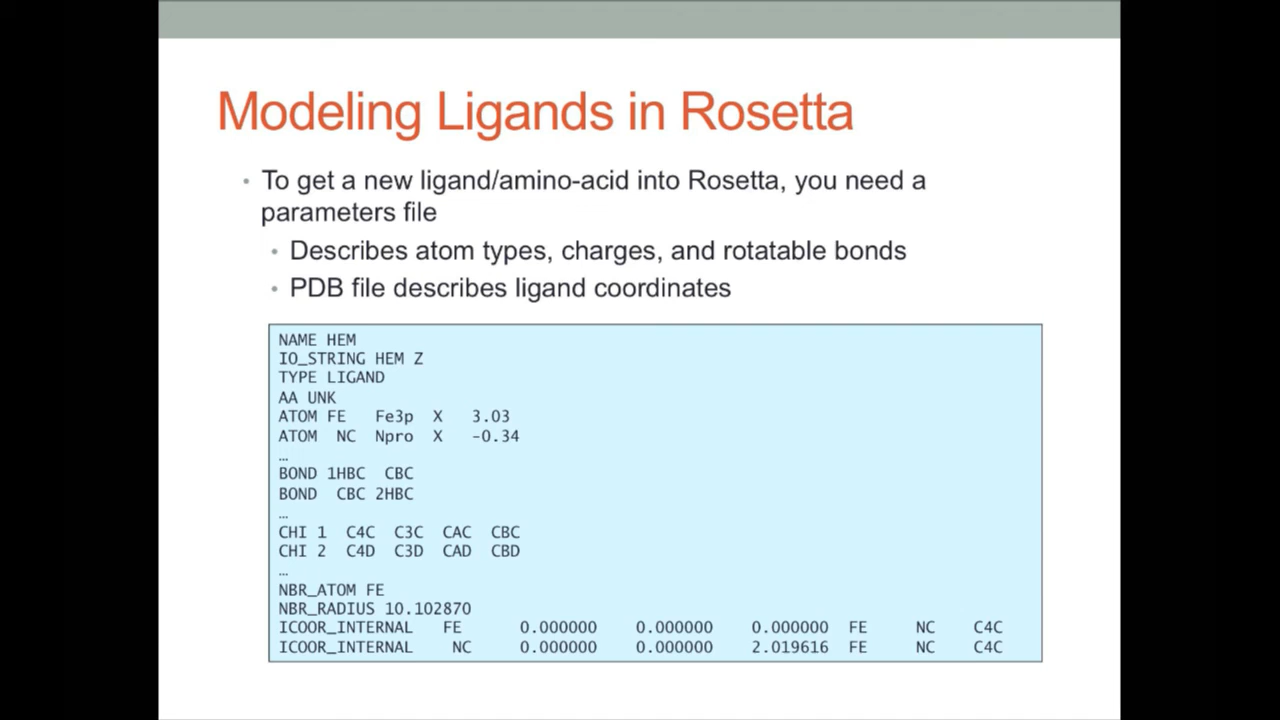 Modeling Ligands in Rosetta
• To get a new ligand/amino-acid into Rosetta, you need a
parameters file
• Describes atom types, charges, and rotatable bonds
• PDB file describes ligand coordinates
NAME HEM
IO_STRING HEM Z
TYPE LIGAND
AA UNK
ATOM FE   Fe3p  X   3.03
ATOM  NC  Npro  X   -0.34
…
BOND 1HBC  CBC
BOND  CBC 2HBC
…
CHI 1  C4C  C3C  CAC  CBC
CHI 2  C4D  C3D  CAD  CBD
…
NBR_ATOM FE
NBR_RADIUS 10.102870
ICOOR_INTERNAL   FE      0.000000    0.000000    0.000000  FE     NC    C4C
ICOOR_INTERNAL    NC     0.000000    0.000000    2.019616  FE     NC    C4C